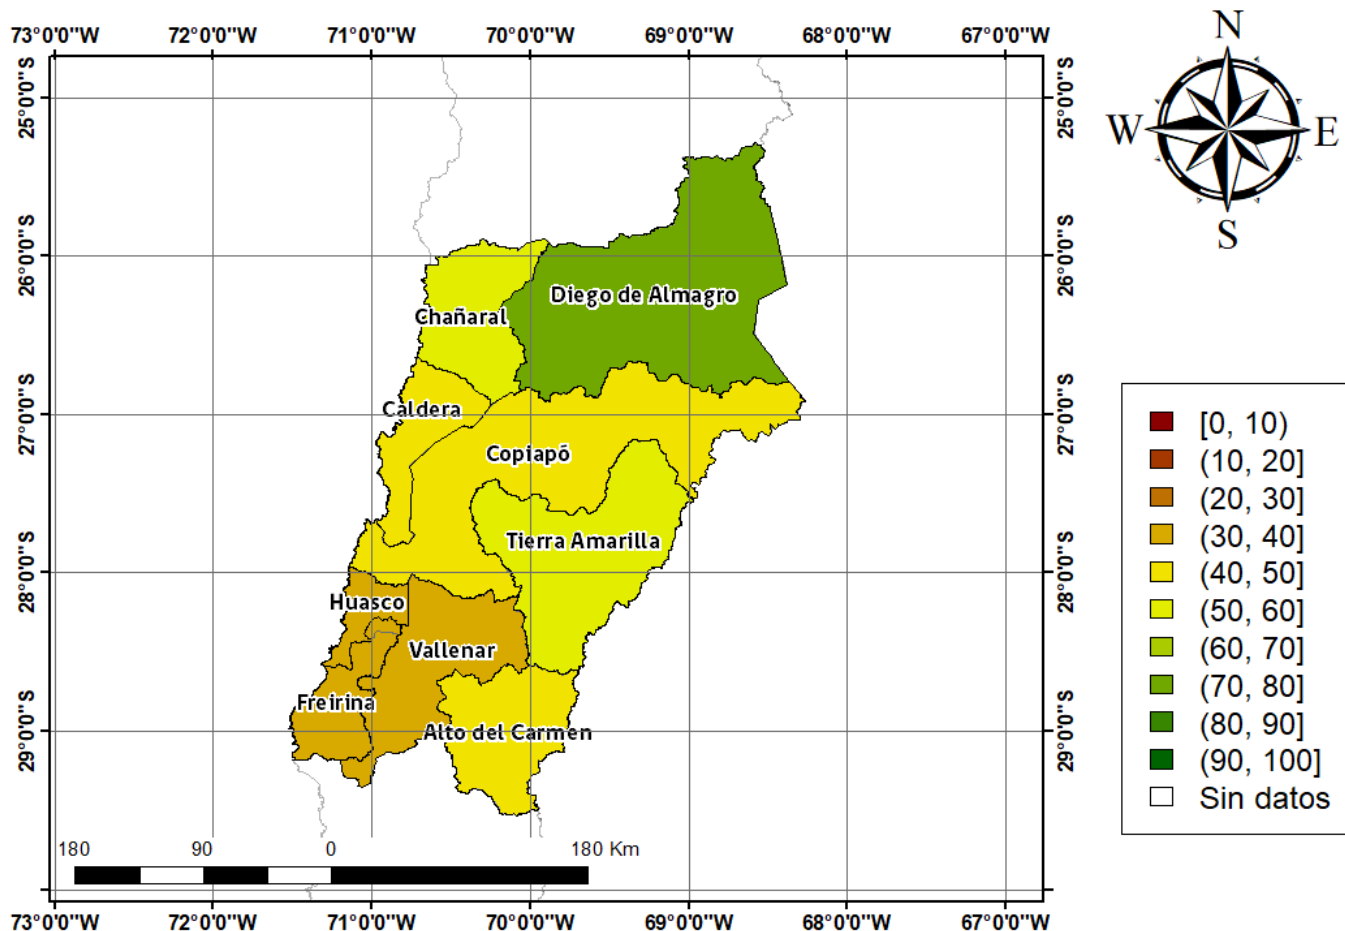 73°0'0"W 72°0'0"W 71°0'0"W 70°0'0"W 69°0'0"W 68°0'0"W 67°0'0"W
N
W E
S
25°0'0"S 25°0'0"S
26°0'0"S 26°0'0"S
Diego de Almagro
Chañaral
Caldera
27°0'0"S 27°0'0"S
Copiapó
Tierra Amarilla
28°0'0"S 28°0'0"S
Huasco
Vallenar
Freirina
Alto del Carmen
29°0'0"S 29°0'0"S
[0, 10)
(10, 20]
(20, 30]
(30, 40]
(40, 50]
(50, 60]
(60, 70]
(70, 80]
(80, 90]
(90, 100]
Sin datos
180 90 0 180 Km
73°0'0"W 72°0'0"W 71°0'0"W 70°0'0"W 69°0'0"W 68°0'0"W 67°0'0"W